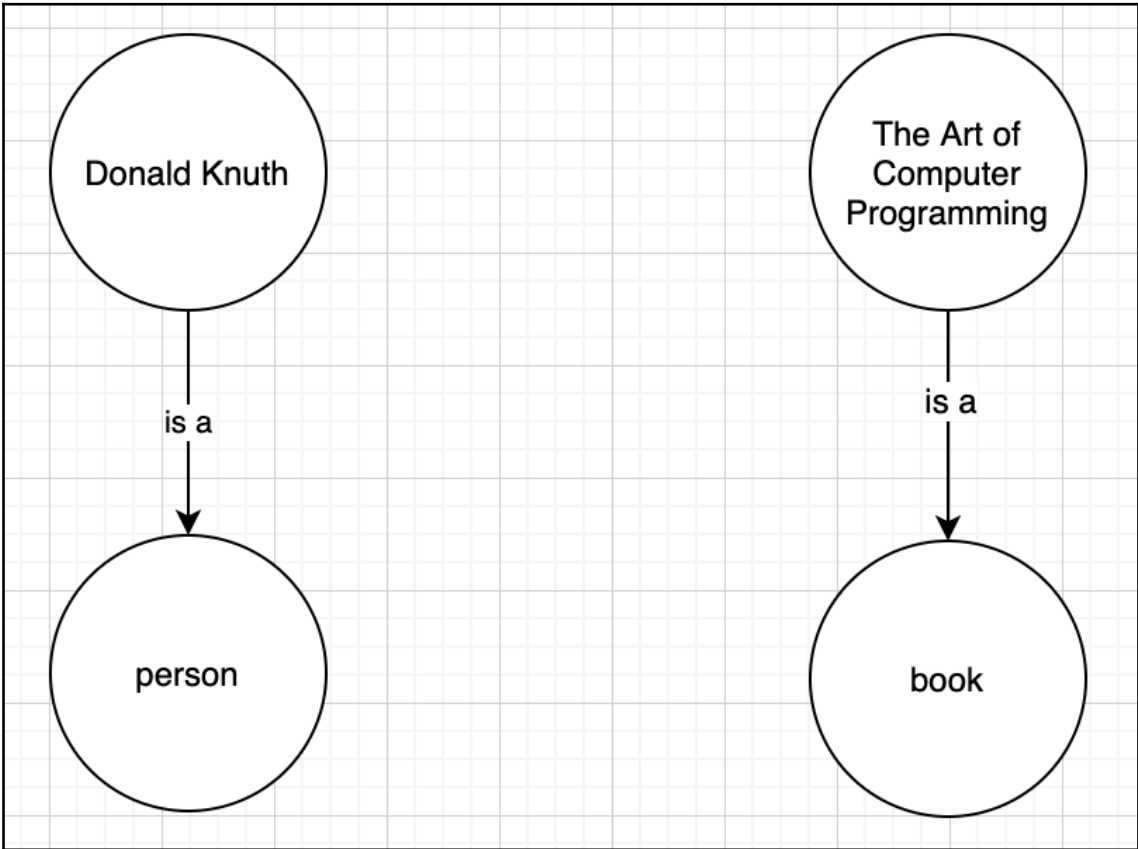 Donald Knuth
The Art of
Computer
Programming
is a
is a
person
book